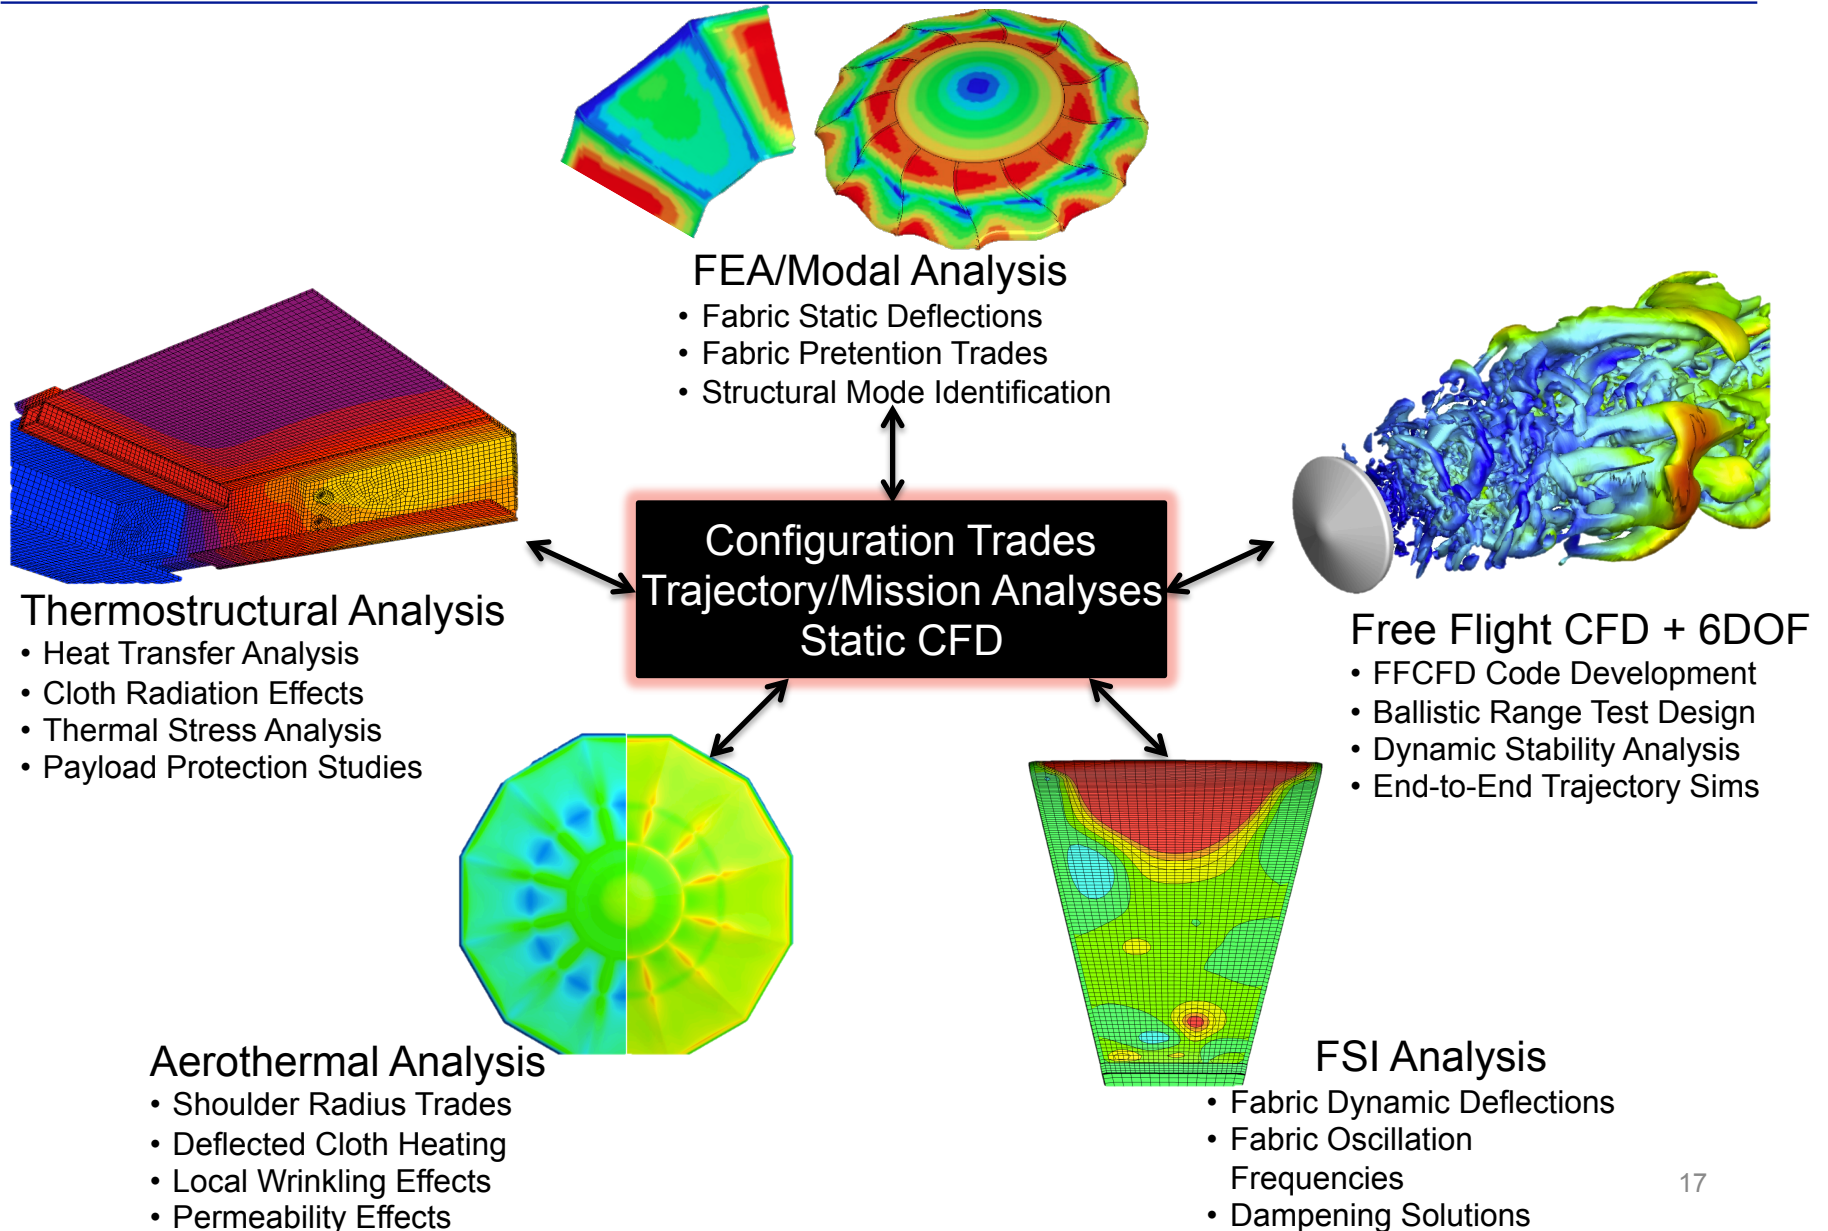 FEA/Modal Analysis
• Fabric Static Deflections
• Fabric Pretention Trades
• Structural Mode Identification
Configuration Trades
Trajectory/Mission Analyses
Static CFD
Thermostructural Analysis
• Heat Transfer Analysis
• Cloth Radiation Effects
• Thermal Stress Analysis
• Payload Protection Studies
Free Flight CFD + 6DOF
• FFCFD Code Development
• Ballistic Range Test Design
• Dynamic Stability Analysis
• End-to-End Trajectory Sims
Aerothermal Analysis
• Shoulder Radius Trades
• Deflected Cloth Heating
• Local Wrinkling Effects
• Permeability Effects
FSI Analysis
• Fabric Dynamic Deflections
• Fabric Oscillation
Frequencies
• Dampening Solutions
17